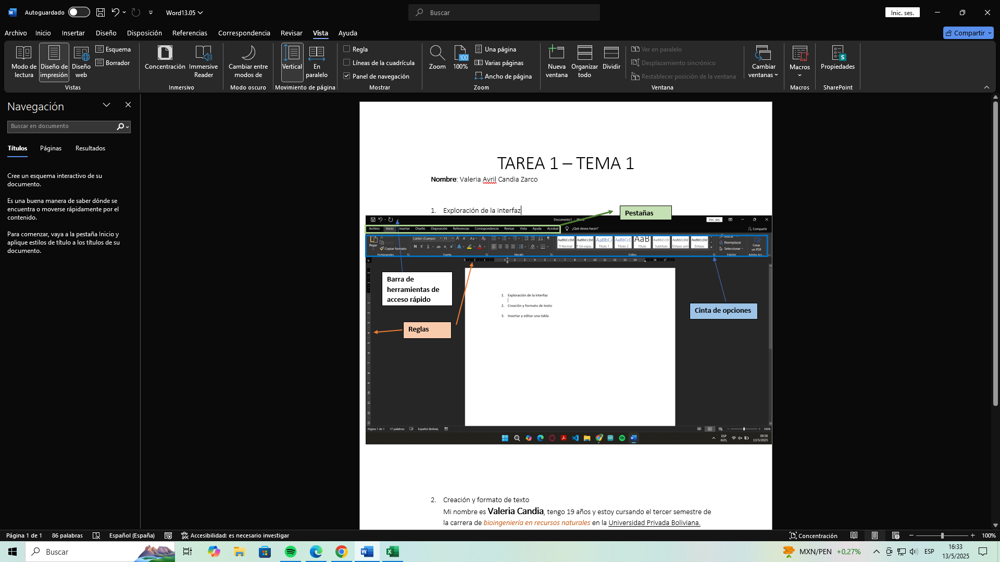 Autoguardado
Word13.05
Buscar
Inic. ses.
Archivo Inicio Insertar Diseño Disposición Referencias Correspondencia Revisar Vista Ayuda
Compartir
Modo de lectura
Diseño de impresión
Diseño web
Esquema
Borrador
Vistas
Concentración
Immersive Reader
Inmersivo
Cambiar entre modos de
Modo oscuro
Vertical
En paralelo
Movimiento de página
Regla
Líneas de la cuadrícula
Panel de navegación
Mostrar
Zoom
100
100%
Una página
Varias páginas
Ancho de página
Zoom
Nueva ventana
Organizar todo
Dividir
Ver en paralelo
Desplazamiento sincrónico
Restablecer posición de la ventana
Cambiar ventanas
Ventana
Macros
Macros
Propiedades
SharePoint
Navegación
Buscar en documento
Títulos Páginas Resultados
Cree un esquema interactivo de su
documento.
Es una buena manera de saber dónde se
encuentra o moverse rápidamente por el
contenido.
Para comenzar, vaya a la pestaña Inicio y
aplique estilos de título a los títulos de su
documento.
TAREA 1 – TEMA 1
Nombre: Valeria Avril Candia Zarco
1. Exploración de la interfaz
Pestañas
Documento1 - Word
Inic. ses.
Archivo Inicio Insertar Diseño Disposición Referencias Correspondencia Revisar Vista Ayuda Acrobat ¿Qué desea hacer?
Compartir
Pegar
Copiar formato
Portapapeles
Calibri (Cuerpo) 11
N K S
Fuente
Párrafo
AaBbCcDd AaBbCcDd AaBbCc AaBbCcD AaB AaBbCcD AaBbCcDd AaBbCcDd
¶ Normal ¶ Sin espa... Título 1 Título 2 Título Subtítulo Énfasis sutil Énfasis
Estilos
Reemplazar
Seleccionar
Edición
Crear un PDF
Adobe Acr...
Barra de
herramientas de
acceso rápido
Reglas
Cinta de opciones
1. Exploración de la interfaz
2. Creación y formato de texto
3. Insertar y editar una tabla
Página 1 de 1 17 palabras Español (Bolivia)
100%
ESP
INTL
08:58
13/5/2025
2. Creación y formato de texto
Mi nombre es Valeria Candia, tengo 19 años y estoy cursando el tercer semestre de
la carrera de bioingeniería en recursos naturales en la Universidad Privada Boliviana.
Página 1 de 1 86 palabras Español (España) Accesibilidad: es necesario investigar
Concentración
100%
Buscar
MXN/PEN +0,27%
ESP
16:33
13/5/2025